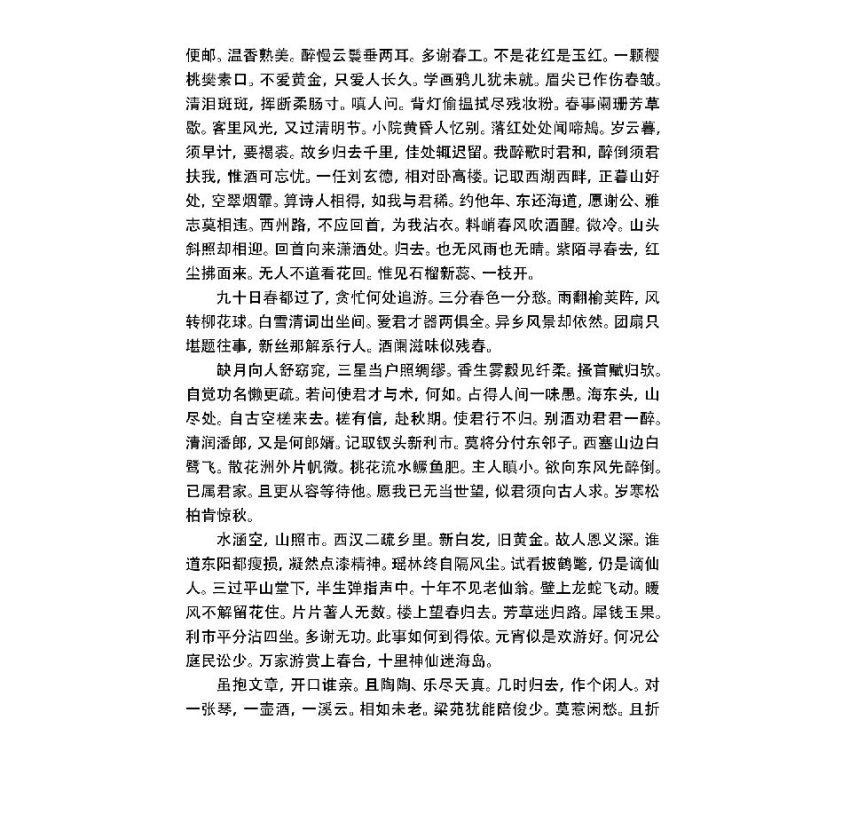 便邮。温香熟美。醉慢云鬟垂两耳。多谢春工。不是花红是玉红。一颗樱
桃樊素口。不爱黄金，只爱人长久。学画鸦儿犹未就。眉尖已作伤春皱。
清泪斑斑，挥断柔肠寸。嗔人问。背灯偷揾拭尽残妆粉。春事阑珊芳草
歇。客里风光，又过清明节。小院黄昏人忆别。落红处处闻啼鴂。岁云暮，
须早计，要褐裘。故乡归去千里，佳处辄迟留。我醉歌时君和，醉倒须君
扶我，惟酒可忘忧。一任刘玄德，相对卧高楼。记取西湖西畔，正暮山好
处，空翠烟霏。算诗人相得，如我与君稀。约他年、东还海道，愿谢公、雅
志莫相违。西州路，不应回首，为我沾衣。料峭春风吹酒醒。微冷。山头
斜照却相迎。回首向来潇洒处。归去。也无风雨也无晴。紫陌寻春去，红
尘拂面来。无人不道看花回。惟见石榴新蕊、一枝开。
九十日春都过了，贪忙何处追游。三分春色一分愁。雨翻榆荚阵，风
转柳花球。白雪清词出坐间。爱君才器两俱全。异乡风景却依然。团扇只
堪题往事，新丝那解系行人。酒阑滋味似残春。
缺月向人舒窈窕，三星当户照绸缪。香生雾縠见纤柔。搔首赋归欤。
自觉功名懒更疏。若问使君才与术，何如。占得人间一味愚。海东头，山
尽处。自古空槎来去。槎有信，赴秋期。使君行不归。别酒劝君君一醉。
清润潘郎，又是何郎婿。记取钗头新利市。莫将分付东邻子。西塞山边白
鹭飞。散花洲外片帆微。桃花流水鳜鱼肥。主人瞋小。欲向东风先醉倒。
已属君家。且更从容等待他。愿我已无当世望，似君须向古人求。岁寒松
柏肯惊秋。
水涵空，山照市。西汉二疏乡里。新白发，旧黄金。故人恩义深。谁
道东阳都瘦损，凝然点漆精神。瑶林终自隔风尘。试看披鹤氅，仍是谪仙
人。三过平山堂下，半生弹指声中。十年不见老仙翁。壁上龙蛇飞动。暖
风不解留花住。片片著人无数。楼上望春归去。芳草迷归路。犀钱玉果。
利市平分沾四坐。多谢无功。此事如何到得侬。元宵似是欢游好。何况公
庭民讼少。万家游赏上春台，十里神仙迷海岛。
虽抱文章，开口谁亲。且陶陶、乐尽天真。几时归去，作个闲人。对
一张琴，一壶酒，一溪云。相如未老。梁苑犹能陪俊少。莫惹闲愁。且折